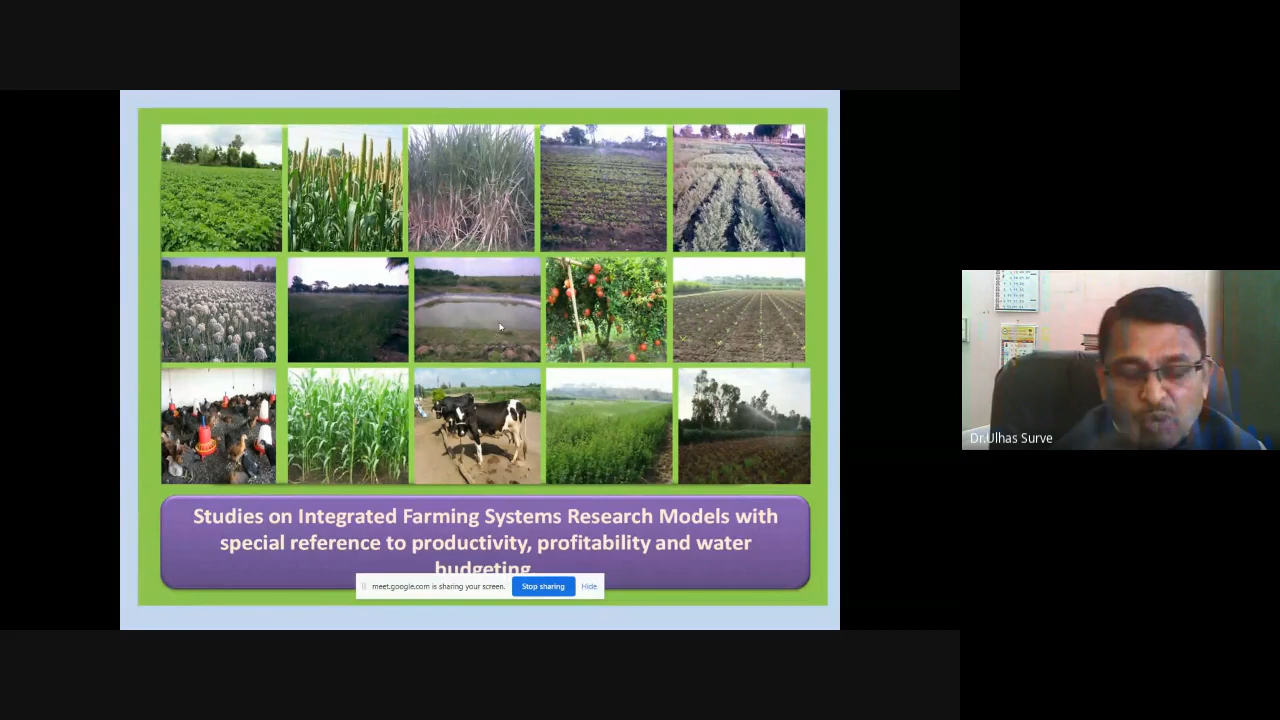 Studies on Integrated Farming Systems Research Models with
special reference to productivity, profitability and water
budgeting
meet.google.com is sharing your screen.
Stop sharing
Hide
Dr.Ulhas Surve